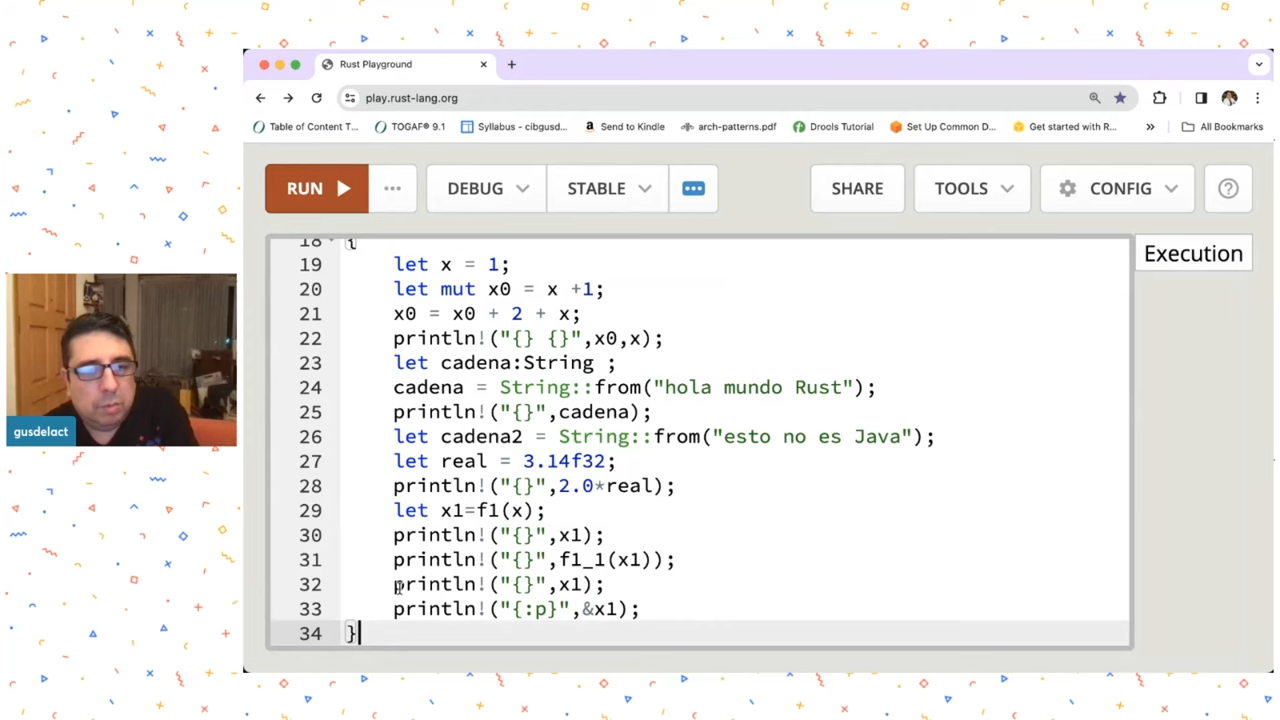 Rust Playground
play.rust-lang.org
Table of Content T...
TOGAF® 9.1
Syllabus - cibgusd...
Send to Kindle
arch-patterns.pdf
Drools Tutorial
Set Up Common D...
Get started with R...
»
All Bookmarks
RUN
...
DEBUG
STABLE
SHARE
TOOLS
CONFIG
Execution
18 {
19 let x = 1;
20 let mut x0 = x +1;
21 x0 = x0 + 2 + x;
22 println!("{} {}",x0,x);
23 let cadena:String ;
24 cadena = String::from("hola mundo Rust");
25 println!("{}",cadena);
26 let cadena2 = String::from("esto no es Java");
27 let real = 3.14f32;
28 println!("{}",2.0*real);
29 let x1=f1(x);
30 println!("{}",x1);
31 println!("{}",f1_1(x1));
32 println!("{}",x1);
33 println!("{:p}",&x1);
34 }
gusdelact